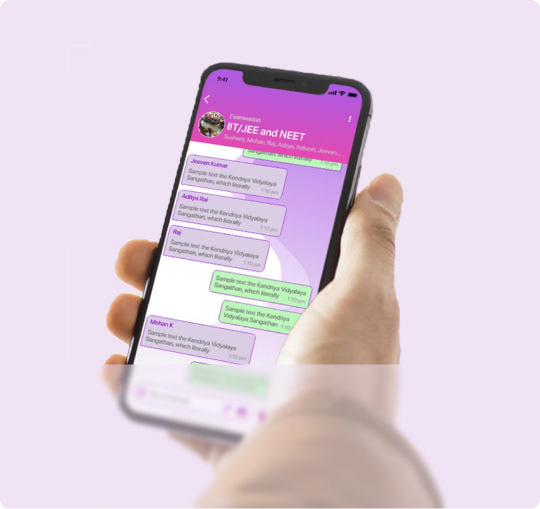 9:41
Examination
IIT/JEE and NEET
Susheni, Mohan, Raj, Aditya, Rakesh, Jeevan...
Sangathan, which literally
1:10 pm
Jeevan Kumar
Sample text the Kendriya Vidyalaya
Sangathan, which literally
1:10 pm
Aditya Rai
Sample text the Kendriya Vidyalaya
Sangathan, which literally
1:10 pm
Raj
Sample text the Kendriya Vidyalaya
Sangathan, which literally
1:10 pm
Sample text the Kendriya Vidyalaya
Sangathan, which literally
1:10 pm
Sample text the Kendriya
Vidyalaya Sangathan
1:10
Mohan K
Sample text the Kendriya Vidyalaya
Sangathan, which literally
1:10 pm